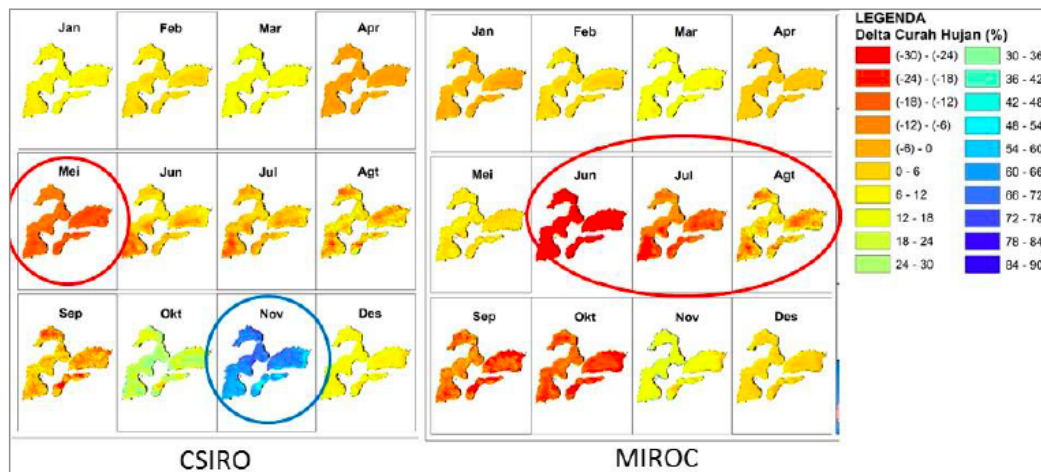 Jan Feb Mar Apr
Mei Jun Jul Agt
Sep Okt Nov Des
CSIRO
Jan Feb Mar Apr
Mei Jun Jul Agt
Sep Okt Nov Des
MIROC
LEGENDA
Delta Curah Hujan (%)
(-30) - (-24)
(-24) - (-18)
(-18) - (-12)
(-12) - (-6)
(-6) - 0
0 - 6
6 - 12
12 - 18
18 - 24
24 - 30
30 - 36
36 - 42
42 - 48
48 - 54
54 - 60
60 - 66
66 - 72
72 - 78
78 - 84
84 - 90